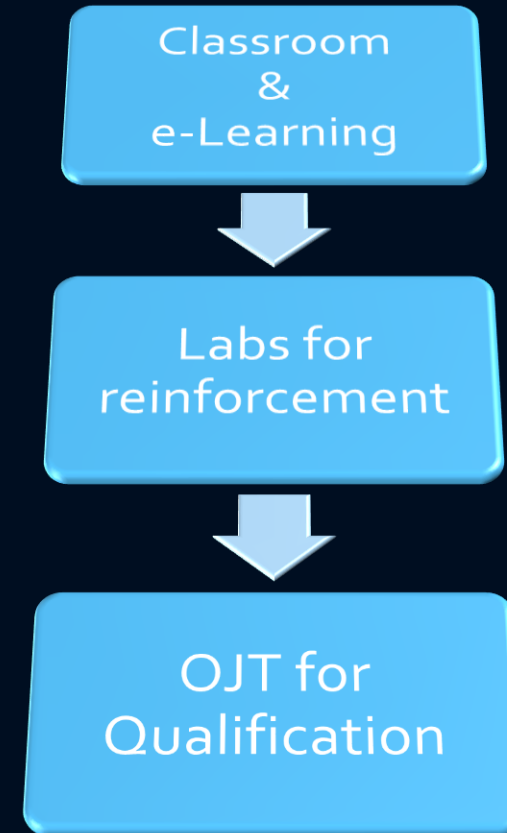 Classroom
&
e-Learning
Labs for
reinforcement
OJT for
Qualification